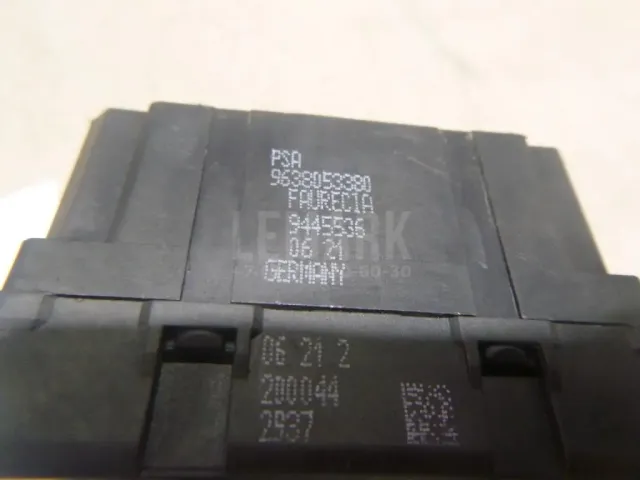 PSA
9638053380
FAURECIA
9445536
06 21
GERMANY
06 21 2
200044
2937